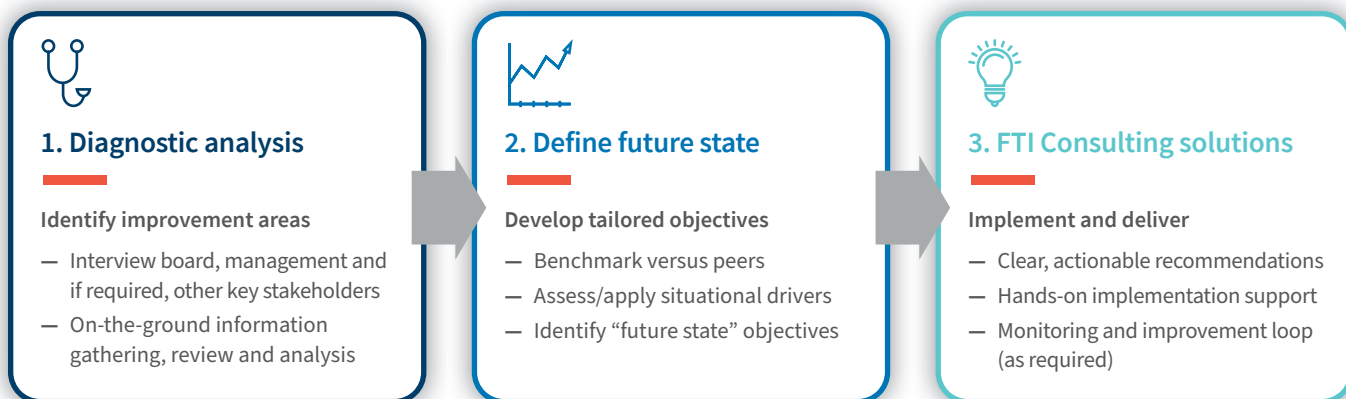 1. Diagnostic analysis
Identify improvement areas
— Interview board, management and
if required, other key stakeholders
— On-the-ground information
gathering, review and analysis
2. Define future state
Develop tailored objectives
— Benchmark versus peers
— Assess/apply situational drivers
— Identify “future state” objectives
3. FTI Consulting solutions
Implement and deliver
— Clear, actionable recommendations
— Hands-on implementation support
— Monitoring and improvement loop
(as required)